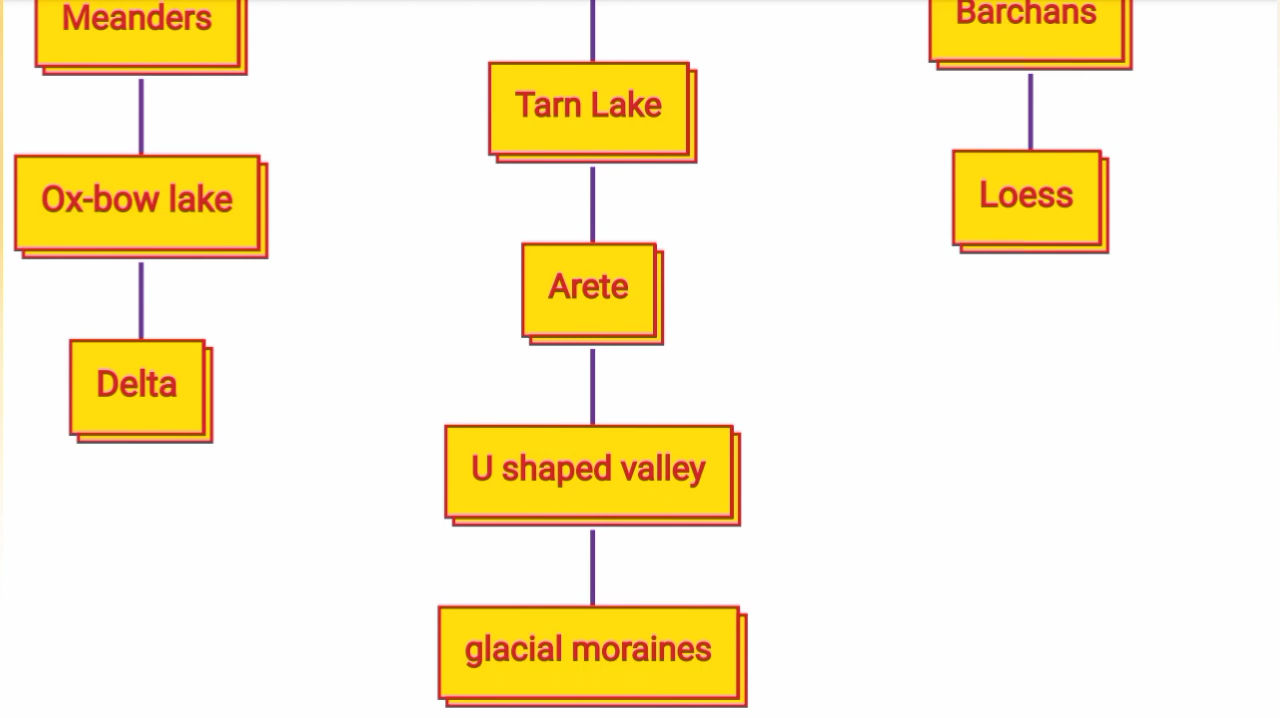 Meanders
Ox-bow lake
Delta
Tarn Lake
Arete
U shaped valley
glacial moraines
Barchans
Loess